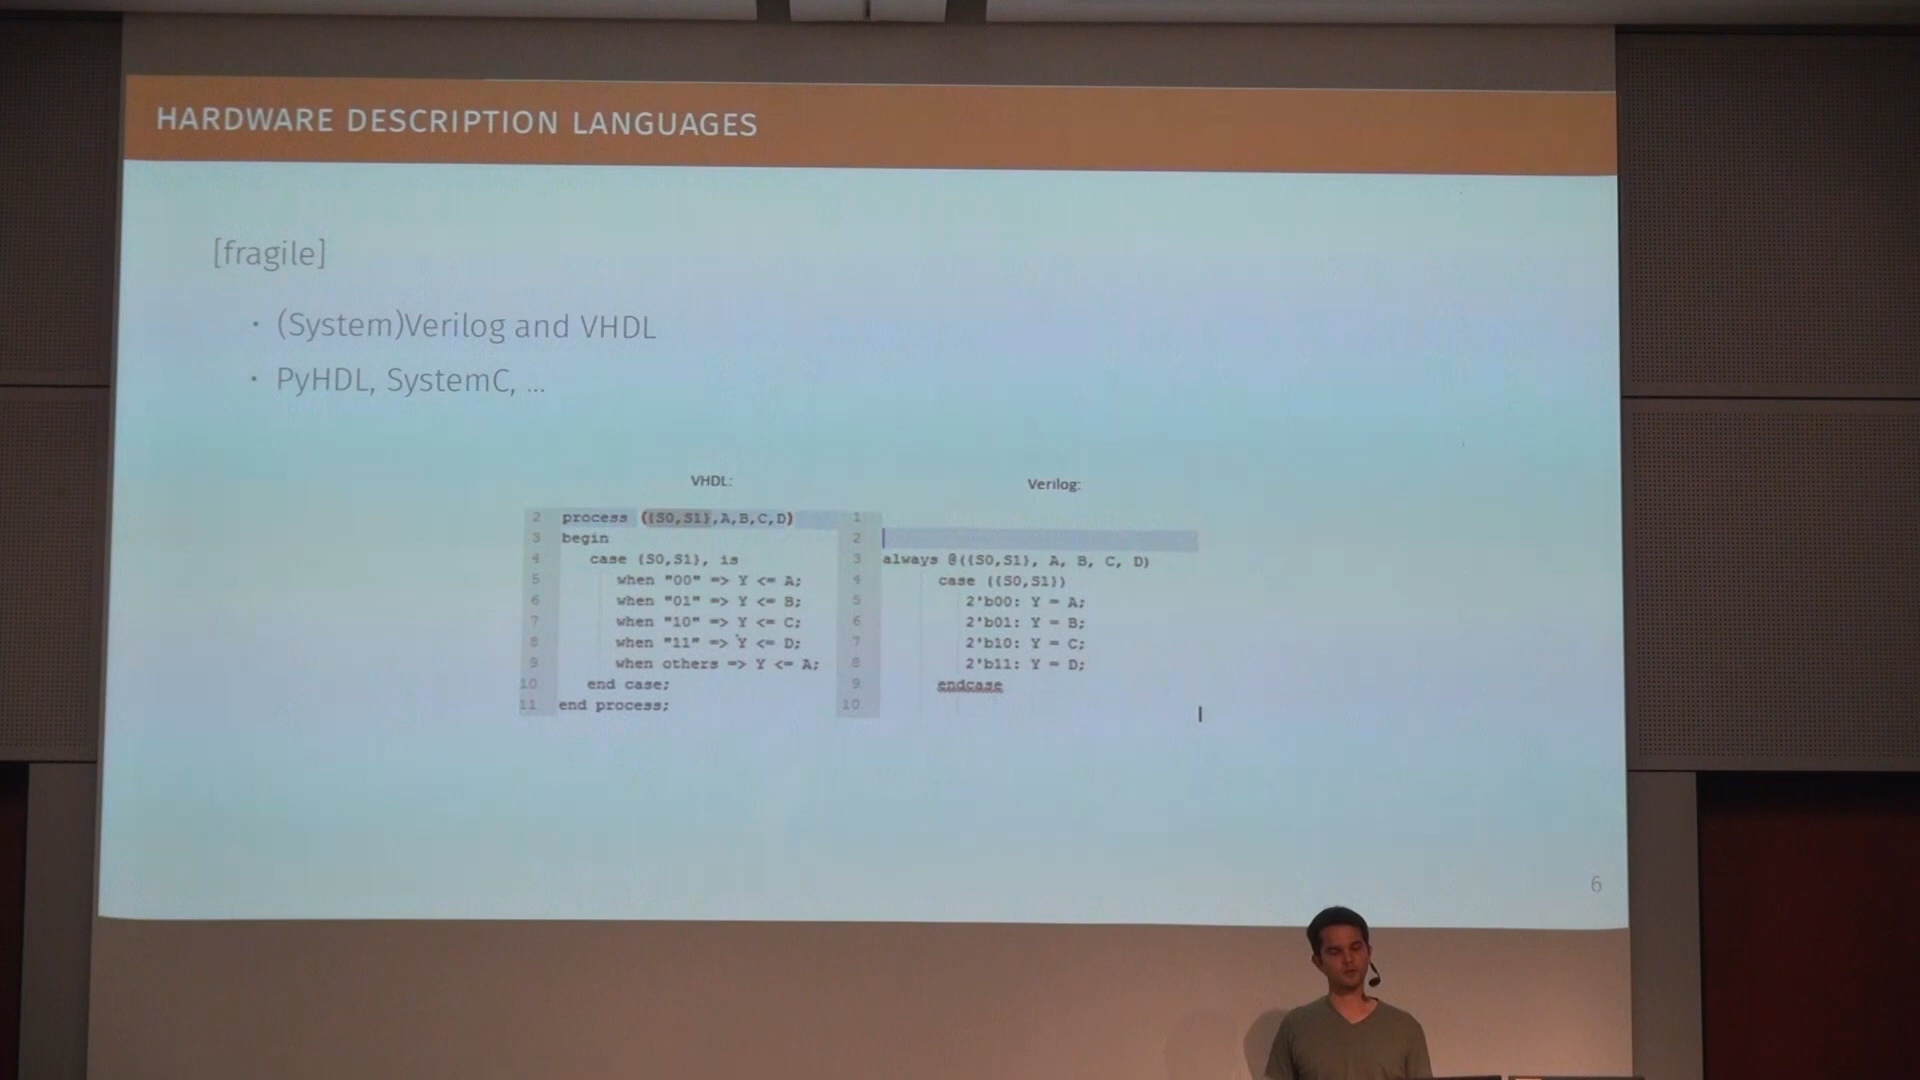 HARDWARE DESCRIPTION LANGUAGES
[fragile]
· (System)Verilog and VHDL
· PyHDL, SystemC, ...
VHDL:
2 process ({S0,S1},A,B,C,D)
3 begin
4 case {S0,S1}, is
5 when "00" => Y <= A;
6 when "01" => Y <= B;
7 when "10" => Y <= C;
8 when "11" => Y <= D;
9 when others => Y <= A;
10 end case;
11 end process;
Verilog:
1
2
3 always @({S0,S1}, A, B, C, D)
4 case ({S0,S1})
5 2'b00: Y = A;
6 2'b01: Y = B;
7 2'b10: Y = C;
8 2'b11: Y = D;
9 endcase
10
6